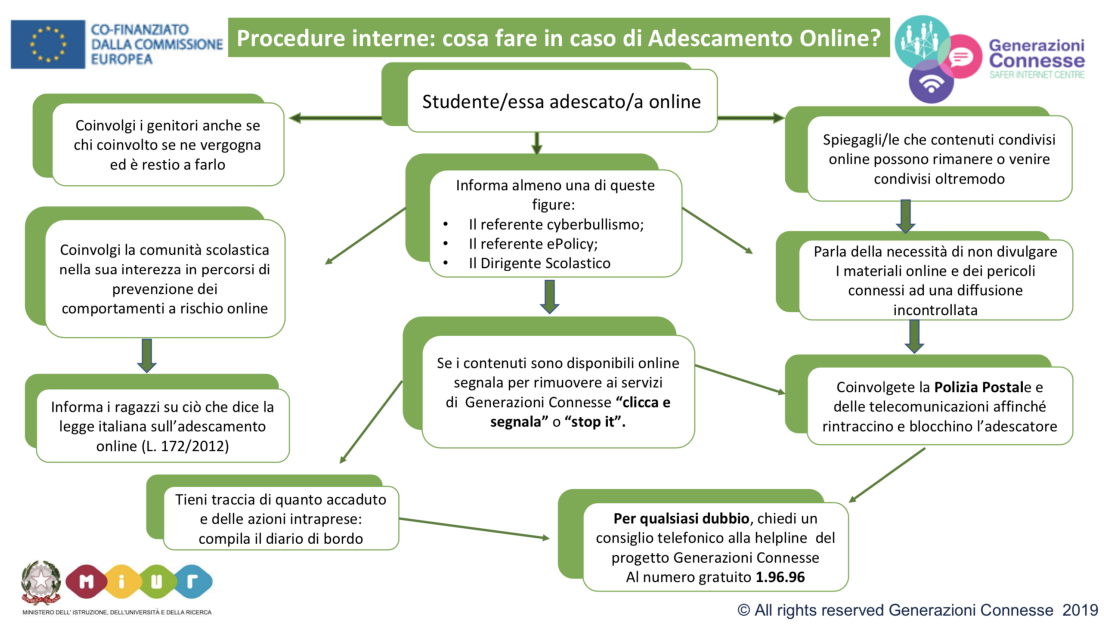 CO-FINANZIATO
DALLA COMMISSIONE
EUROPEA
Procedure interne: cosa fare in caso di Adescamento Online?
Generazioni
Connesse
SAFER INTERNET CENTRE
Studente/essa adescato/a online
Coinvolgi i genitori anche se
chi coinvolto se ne vergogna
ed è restio a farlo
Spiegagli/le che contenuti condivisi
online possono rimanere o venire
condivisi oltremodo
Informa almeno una di queste
figure:
• Il referente cyberbullismo;
• Il referente ePolicy;
• Il Dirigente Scolastico
Coinvolgi la comunità scolastica
nella sua interezza in percorsi di
prevenzione dei
comportamenti a rischio online
Parla della necessità di non divulgare
I materiali online e dei pericoli
connessi ad una diffusione
incontrollata
Se i contenuti sono disponibili online
segnala per rimuovere ai servizi
di Generazioni Connesse “clicca e
segnala” o “stop it”.
Informa i ragazzi su ciò che dice la
legge italiana sull’adescamento
online (L. 172/2012)
Coinvolgete la Polizia Postale e
delle telecomunicazioni affinché
rintraccino e blocchino l’adescatore
Tieni traccia di quanto accaduto
e delle azioni intraprese:
compila il diario di bordo
Per qualsiasi dubbio, chiedi un
consiglio telefonico alla helpline del
progetto Generazioni Connesse
Al numero gratuito 1.96.96
M i u r
MINISTERO DELL' ISTRUZIONE, DELL'UNIVERSITÀ E DELLA RICERCA
© All rights reserved Generazioni Connesse 2019